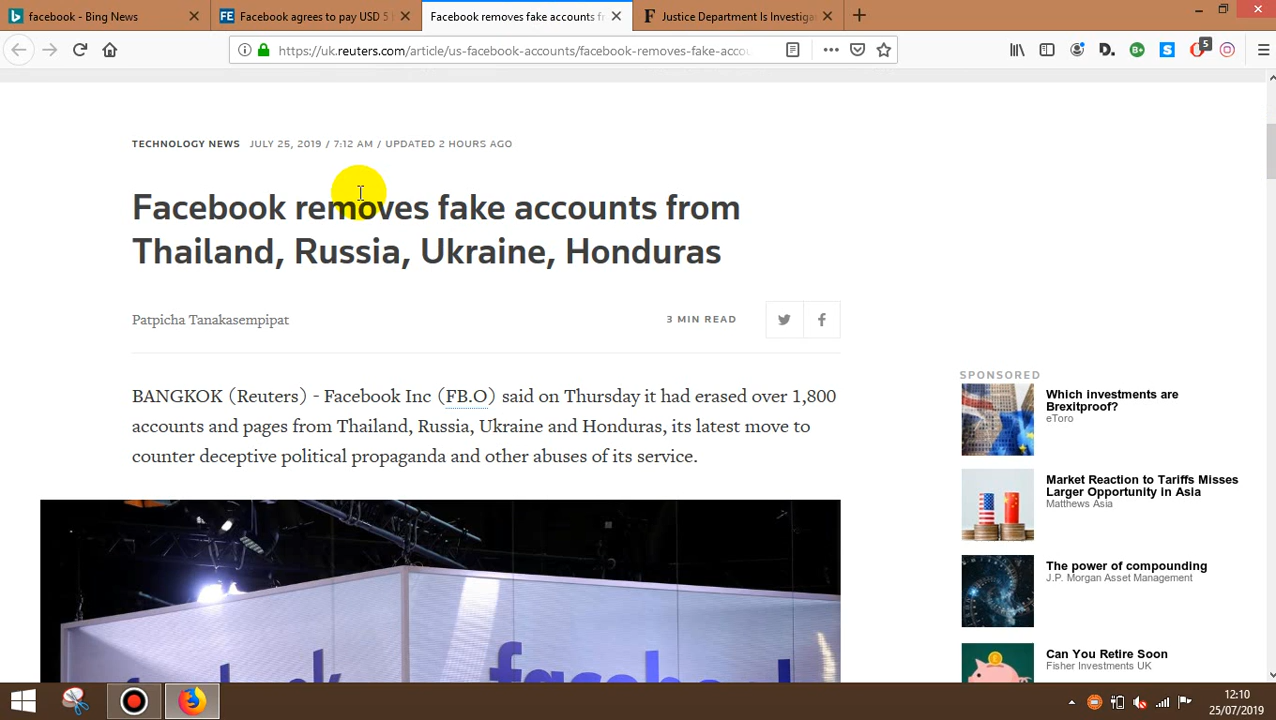 facebook - Bing News
Facebook agrees to pay USD 5
Facebook removes fake accounts fr
Justice Department Is Investiga
https://uk.reuters.com/article/us-facebook-accounts/facebook-removes-fake-accou
5
TECHNOLOGY NEWS JULY 25, 2019 / 7:12 AM / UPDATED 2 HOURS AGO
Facebook removes fake accounts from
Thailand, Russia, Ukraine, Honduras
Patpicha Tanakasempipat
3 MIN READ
BANGKOK (Reuters) - Facebook Inc (FB.O) said on Thursday it had erased over 1,800
accounts and pages from Thailand, Russia, Ukraine and Honduras, its latest move to
counter deceptive political propaganda and other abuses of its service.
facebook
SPONSORED
Which investments are
Brexitproof?
eToro
Market Reaction to Tariffs Misses
Larger Opportunity in Asia
Matthews Asia
The power of compounding
J.P. Morgan Asset Management
Can You Retire Soon
Fisher Investments UK
12:10
25/07/2019